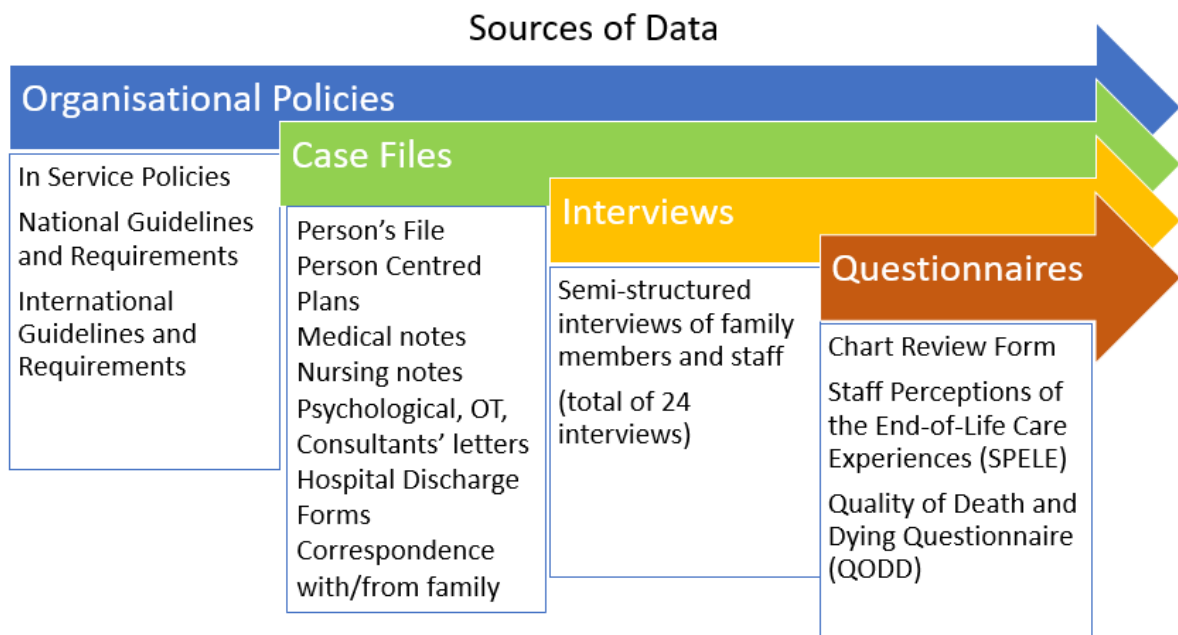 Sources of Data
Organisational Policies
In Service Policies
National Guidelines
and Requirements
International
Guidelines and
Requirements
Case Files
Person’s File
Person Centred
Plans
Medical notes
Nursing notes
Psychological, OT,
Consultants’ letters
Hospital Discharge
Forms
Correspondence
with/from family
Interviews
Semi-structured
interviews of family
members and staff
(total of 24
interviews)
Questionnaires
Chart Review Form
Staff Perceptions of
the End-of-Life Care
Experiences (SPELE)
Quality of Death and
Dying Questionnaire
(QODD)